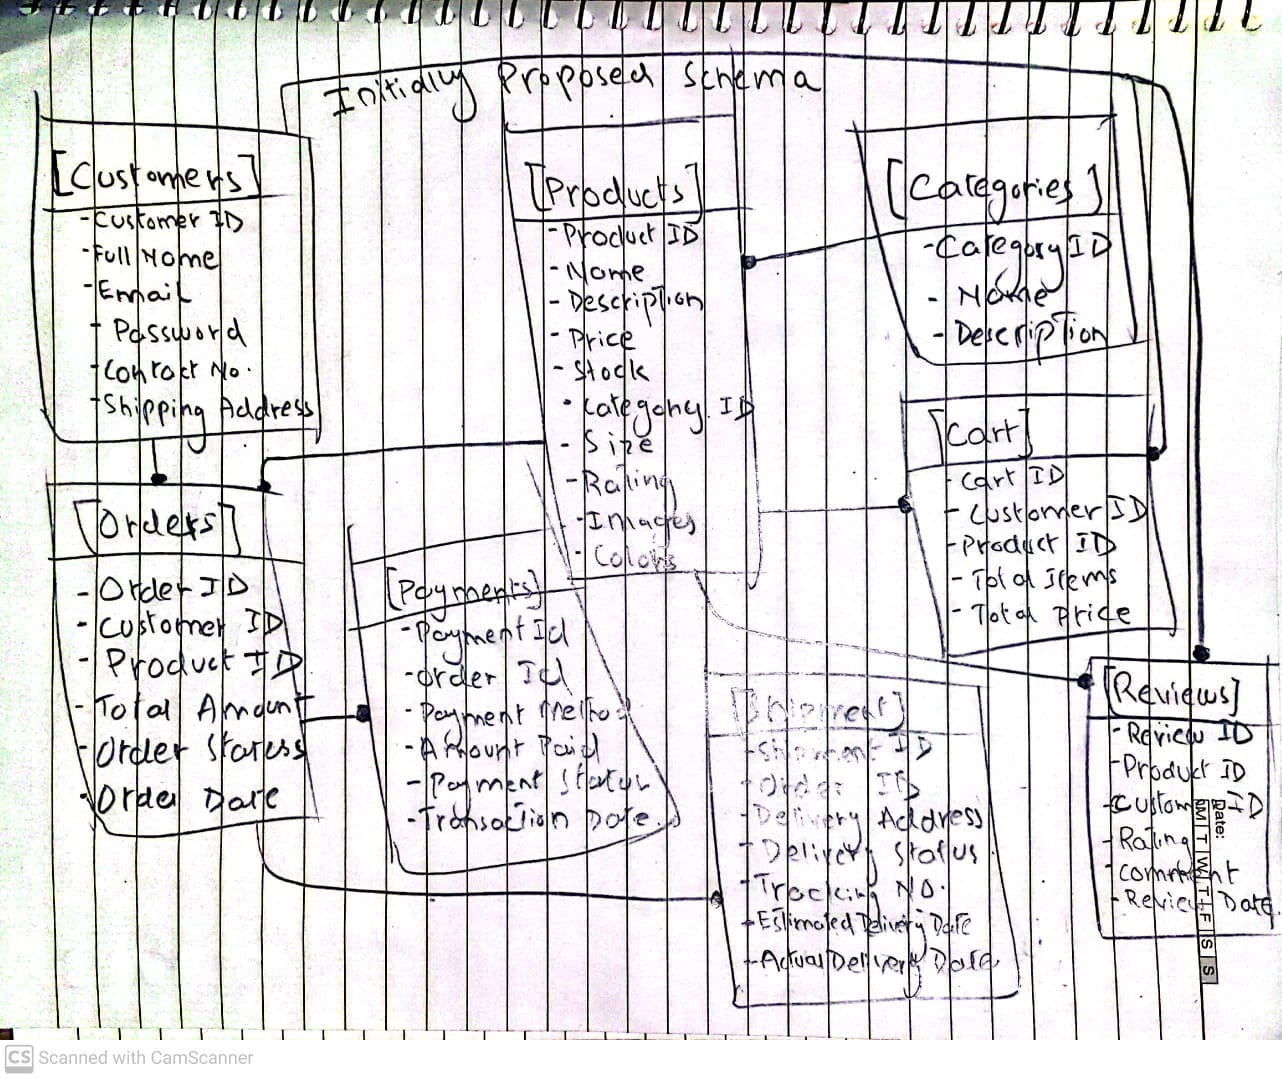 Initially Proposed Schema
[Customers]
- Customer ID
- Full Name
- Email
- Password
- Contact No.
- Shipping Address
[Products]
- Product ID
- Name
- Description
- Price
- Stock
- Category ID
- Size
- Rating
- Images
- Colors
[Categories]
- Category ID
- Name
- Description
[Cart]
- Cart ID
- Customer ID
- Product ID
- Total Items
- Total Price
[Orders]
- Order ID
- Customer ID
- Product ID
- Total Amount
- Order Statess
- Order Date
[Payments]
- Payment Id
- Order Id
- Payment Method
- Amount Paid
- Payment Status
- Transaction Date
[Shipment]
- Shipment ID
- Order ID
- Delivery Address
- Delivery Status
- Tracking NO.
- Estimated Delivery Date
- Actual Delivery Date
[Reviews]
- Review ID
- Product ID
- Customer ID
- Rating
- comment
- Review Date
Date:
M T W T F S S
CS Scanned with CamScanner